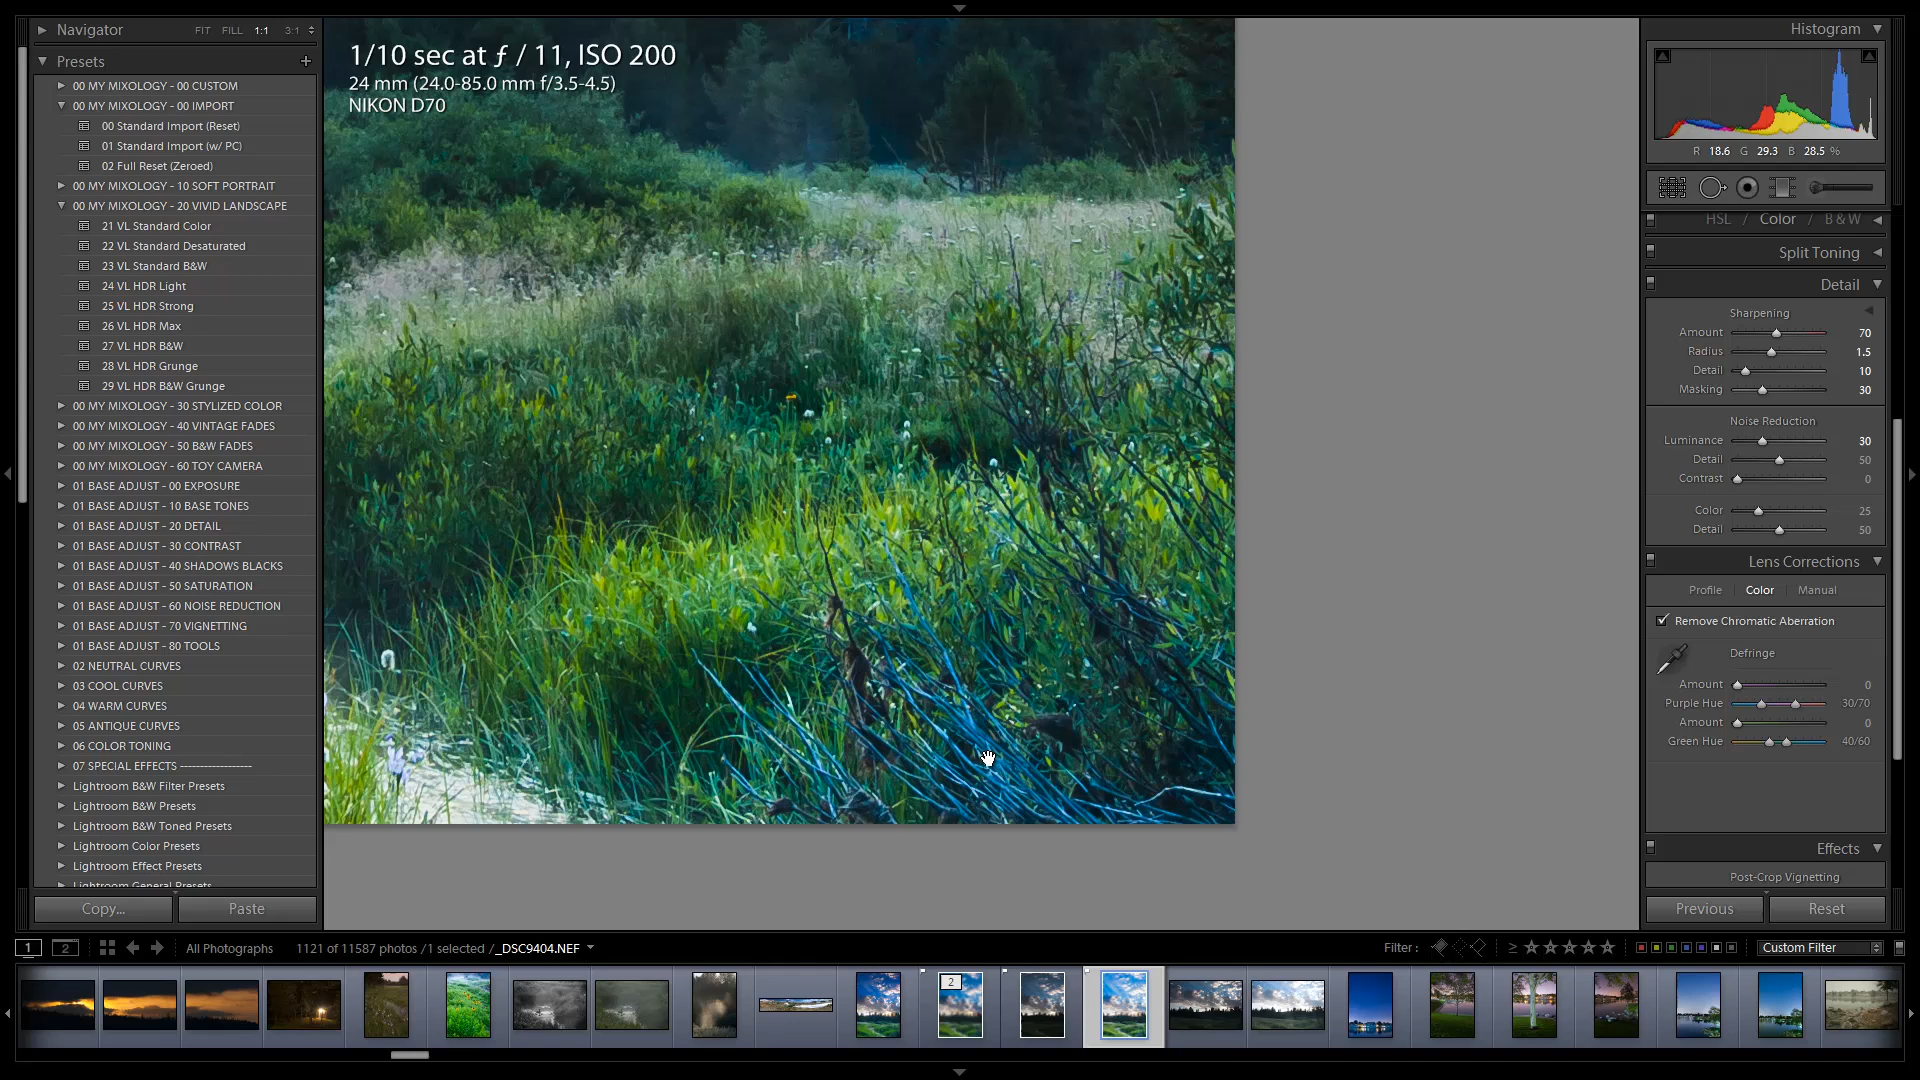 Navigator
FIT FILL 1:1 3:1
Presets
00 MY MIXOLOGY - 00 CUSTOM
00 MY MIXOLOGY - 00 IMPORT
00 Standard Import (Reset)
01 Standard Import (w/ PC)
02 Full Reset (Zeroed)
00 MY MIXOLOGY - 10 SOFT PORTRAIT
00 MY MIXOLOGY - 20 VIVID LANDSCAPE
21 VL Standard Color
22 VL Standard Desaturated
23 VL Standard B&W
24 VL HDR Light
25 VL HDR Strong
26 VL HDR Max
27 VL HDR B&W
28 VL HDR Grunge
29 VL HDR B&W Grunge
00 MY MIXOLOGY - 30 STYLIZED COLOR
00 MY MIXOLOGY - 40 VINTAGE FADES
00 MY MIXOLOGY - 50 B&W FADES
00 MY MIXOLOGY - 60 TOY CAMERA
01 BASE ADJUST - 00 EXPOSURE
01 BASE ADJUST - 10 BASE TONES
01 BASE ADJUST - 20 DETAIL
01 BASE ADJUST - 30 CONTRAST
01 BASE ADJUST - 40 SHADOWS BLACKS
01 BASE ADJUST - 50 SATURATION
01 BASE ADJUST - 60 NOISE REDUCTION
01 BASE ADJUST - 70 VIGNETTING
01 BASE ADJUST - 80 TOOLS
02 NEUTRAL CURVES
03 COOL CURVES
04 WARM CURVES
05 ANTIQUE CURVES
06 COLOR TONING
07 SPECIAL EFFECTS ------------------
Lightroom B&W Filter Presets
Lightroom B&W Presets
Lightroom B&W Toned Presets
Lightroom Color Presets
Lightroom Effect Presets
Lightroom General Presets
Copy... Paste
1/10 sec at ƒ / 11, ISO 200
24 mm (24.0-85.0 mm f/3.5-4.5)
NIKON D70
Histogram
R 18.6 G 29.3 B 28.5 %
HSL / Color / B & W
Split Toning
Detail
Sharpening
Amount 70
Radius 1.5
Detail 10
Masking 30
Noise Reduction
Luminance 30
Detail 50
Contrast 0
Color 25
Detail 50
Lens Corrections
Profile Color Manual
Remove Chromatic Aberration
Defringe
Amount 0
Purple Hue 30/70
Amount 0
Green Hue 40/60
Effects
Post-Crop Vignetting
Previous Reset
1 2 All Photographs 1121 of 11587 photos /1 selected /_DSC9404.NEF Filter : ≥ Custom Filter
2